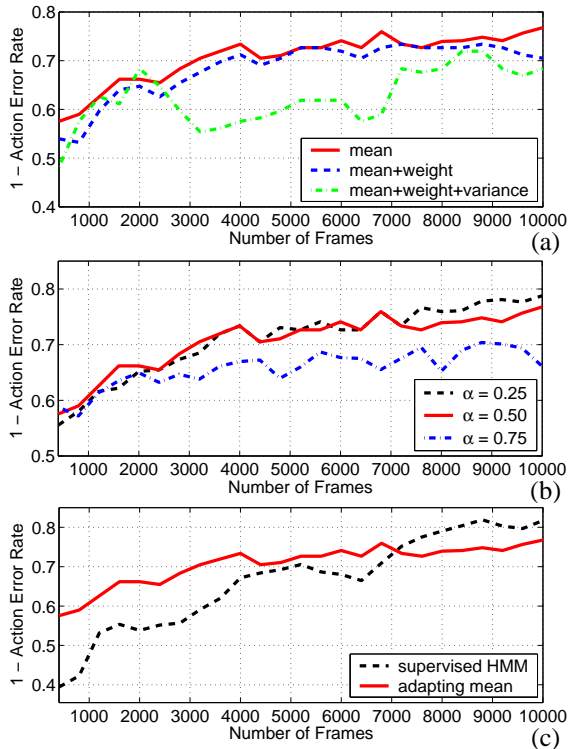 0.8
0.7
0.6
0.5
0.4
1 − Action Error Rate
mean
mean+weight
mean+weight+variance
1000 2000 3000 4000 5000 6000 7000 8000 9000 10000
Number of Frames
(a)
0.8
0.7
0.6
0.5
1 − Action Error Rate
α = 0.25
α = 0.50
α = 0.75
1000 2000 3000 4000 5000 6000 7000 8000 9000 10000
Number of Frames
(b)
0.8
0.7
0.6
0.5
0.4
1 − Action Error Rate
supervised HMM
adapting mean
1000 2000 3000 4000 5000 6000 7000 8000 9000 10000
Number of Frames
(c)